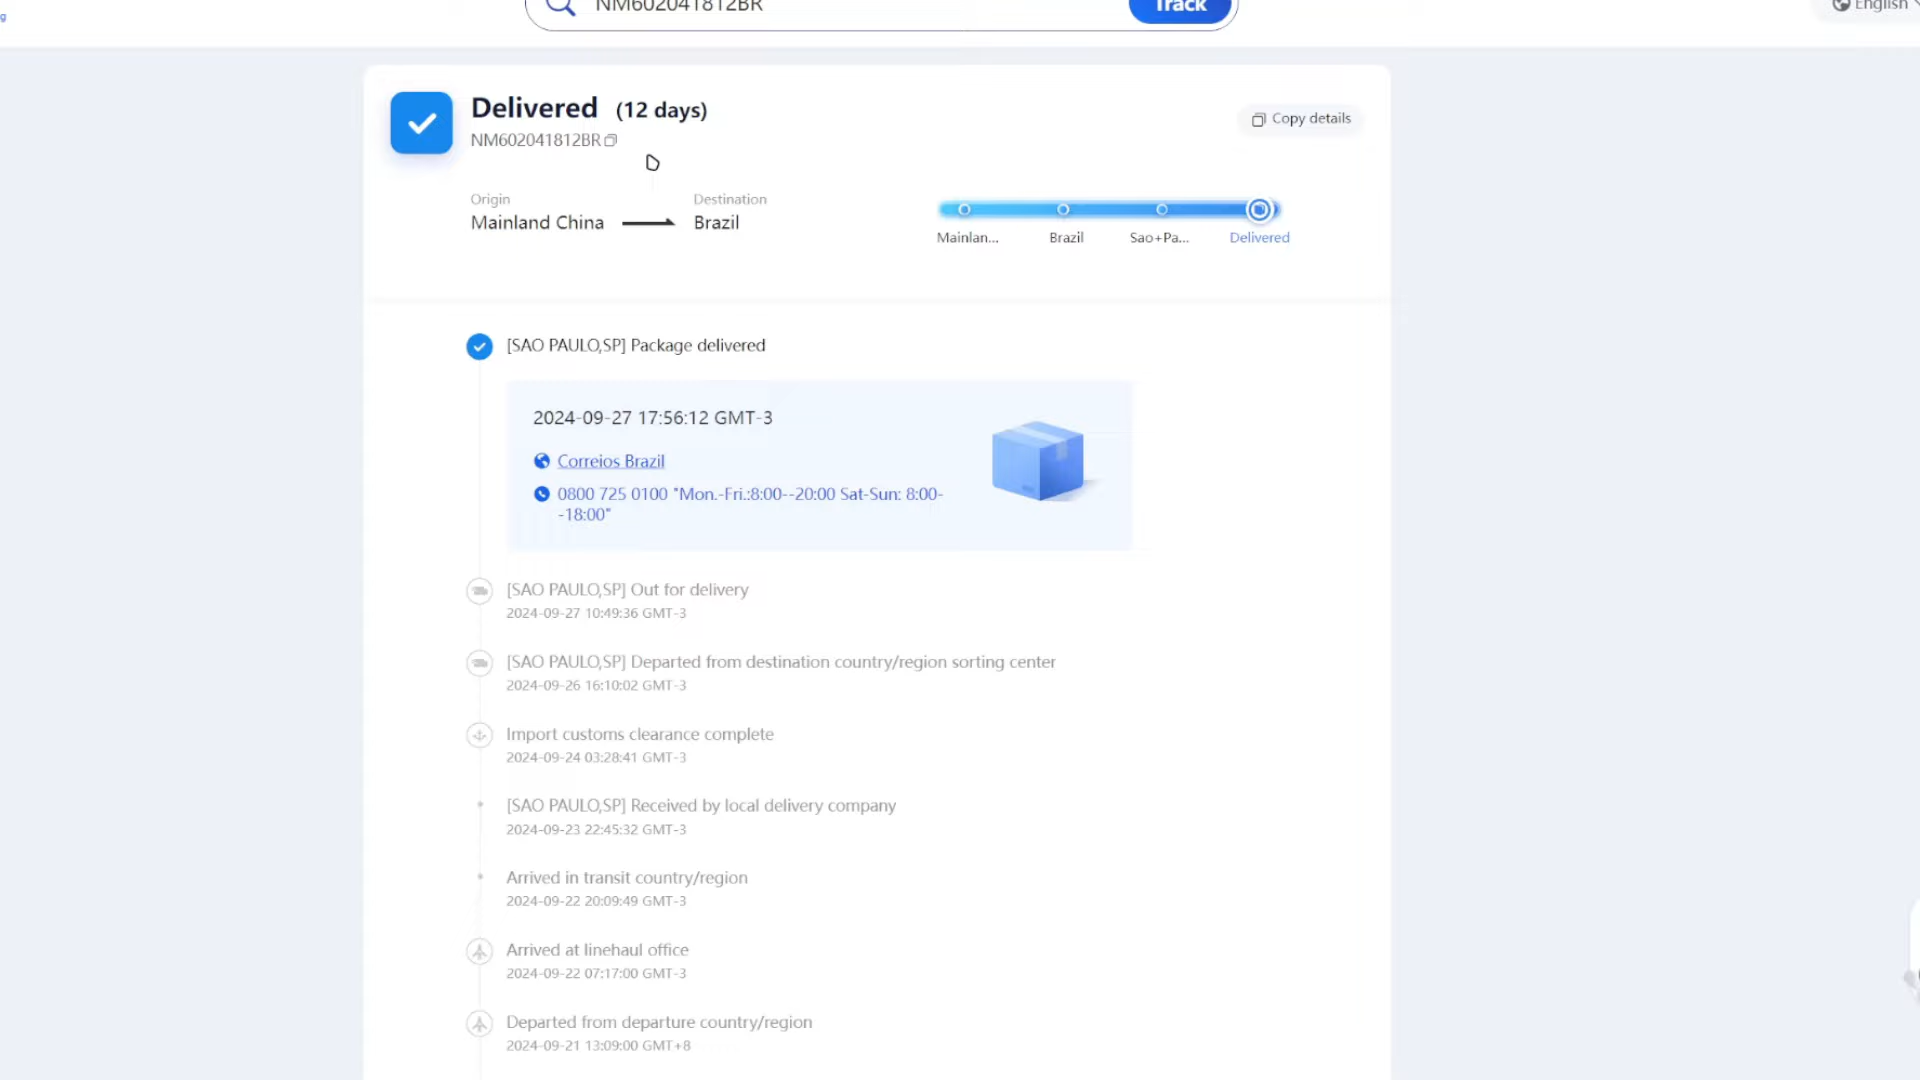 NM602041812BR
Track
English
Delivered (12 days)
NM602041812BR
Copy details
Origin
Mainland China
Destination
Brazil
Mainlan...
Brazil
Sao+Pa...
Delivered
[SAO PAULO,SP] Package delivered
2024-09-27 17:56:12 GMT-3
Correios Brazil
0800 725 0100 "Mon.-Fri.:8:00--20:00 Sat-Sun: 8:00-
-18:00"
[SAO PAULO,SP] Out for delivery
2024-09-27 10:49:36 GMT-3
[SAO PAULO,SP] Departed from destination country/region sorting center
2024-09-26 16:10:02 GMT-3
Import customs clearance complete
2024-09-24 03:28:41 GMT-3
[SAO PAULO,SP] Received by local delivery company
2024-09-23 22:45:32 GMT-3
Arrived in transit country/region
2024-09-22 20:09:49 GMT-3
Arrived at linehaul office
2024-09-22 07:17:00 GMT-3
Departed from departure country/region
2024-09-21 13:09:00 GMT+8